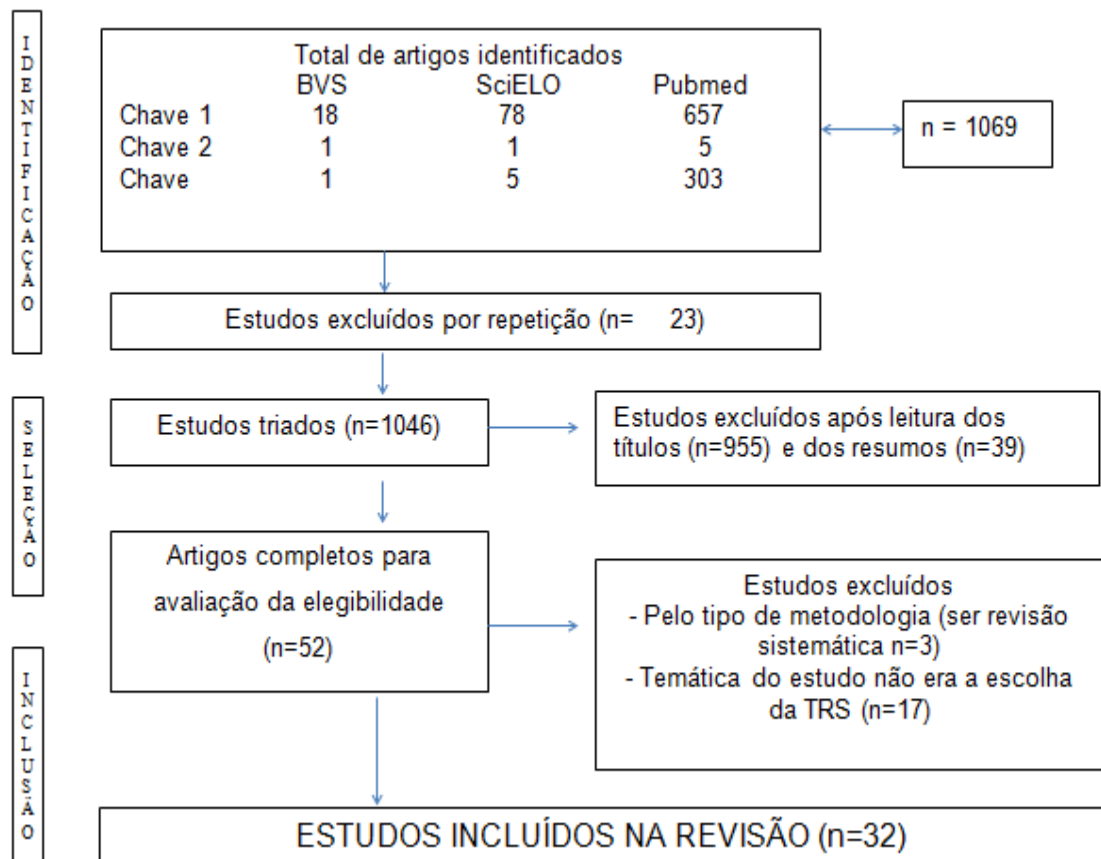 IDENTIFICAÇÃO
Total de artigos identificados
BVS SciELO Pubmed
Chave 1 18 78 657
Chave 2 1 1 5
Chave 1 5 303
n = 1069
Estudos excluídos por repetição (n= 23)
SELEÇÃO
Estudos triados (n=1046)
Estudos excluídos após leitura dos
títulos (n=955) e dos resumos (n=39)
Artigos completos para
avaliação da elegibilidade
(n=52)
Estudos excluídos
- Pelo tipo de metodologia (ser revisão
sistemática n=3)
- Temática do estudo não era a escolha
da TRS (n=17)
INCLUSÃO
ESTUDOS INCLUÍDOS NA REVISÃO (n=32)